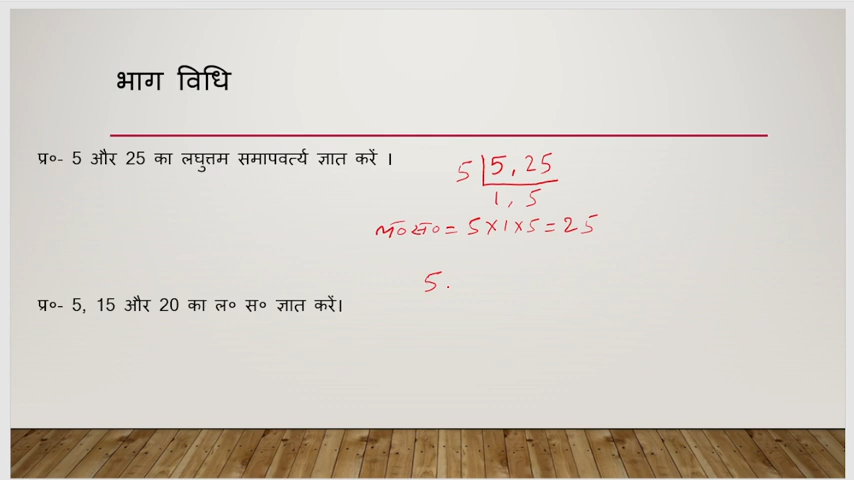 भाग विधि
प्र०- 5 और 25 का लघुत्तम समापवर्त्य ज्ञात करें ।
5 5, 25
1, 5
ल०स० = 5×1×5 = 25
5.
प्र०- 5, 15 और 20 का ल० स० ज्ञात करें।